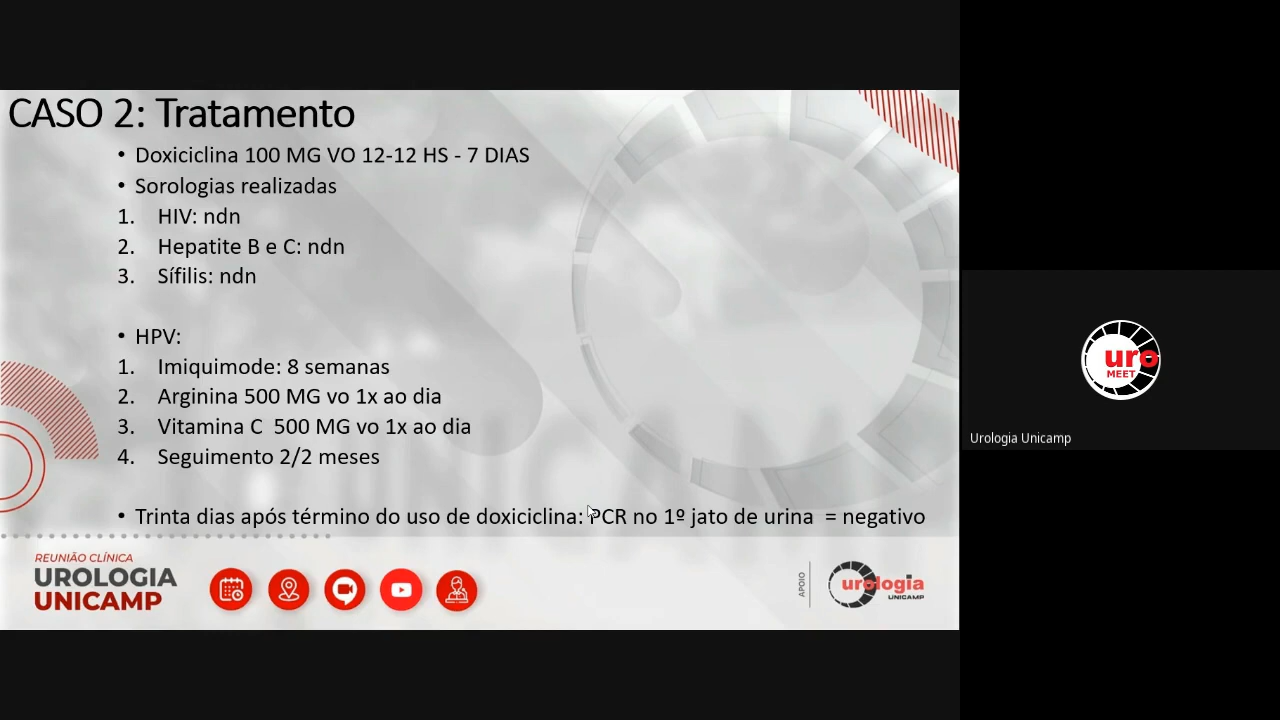 CASO 2: Tratamento
• Doxiciclina 100 MG VO 12-12 HS - 7 DIAS
• Sorologias realizadas
1. HIV: ndn
2. Hepatite B e C: ndn
3. Sífilis: ndn
• HPV:
1. Imiquimode: 8 semanas
2. Arginina 500 MG vo 1x ao dia
3. Vitamina C 500 MG vo 1x ao dia
4. Seguimento 2/2 meses
• Trinta dias após término do uso de doxiciclina: PCR no 1º jato de urina = negativo
REUNIÃO CLÍNICA
UROLOGIA
UNICAMP
APOIO
urologia
UNICAMP
uro
MEET
Urologia Unicamp